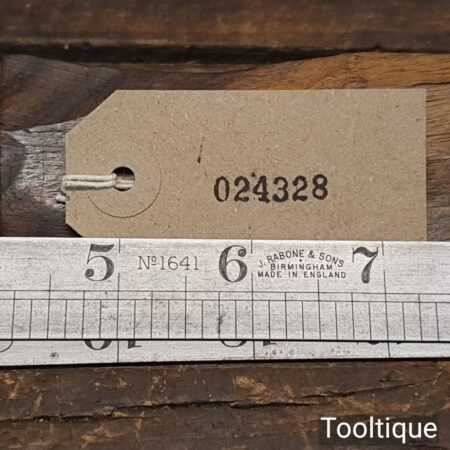 024328
5 Nº1641 6 J. RABONE & SONS 7
BIRMINGHAM
MADE IN ENGLAND
Tooltique